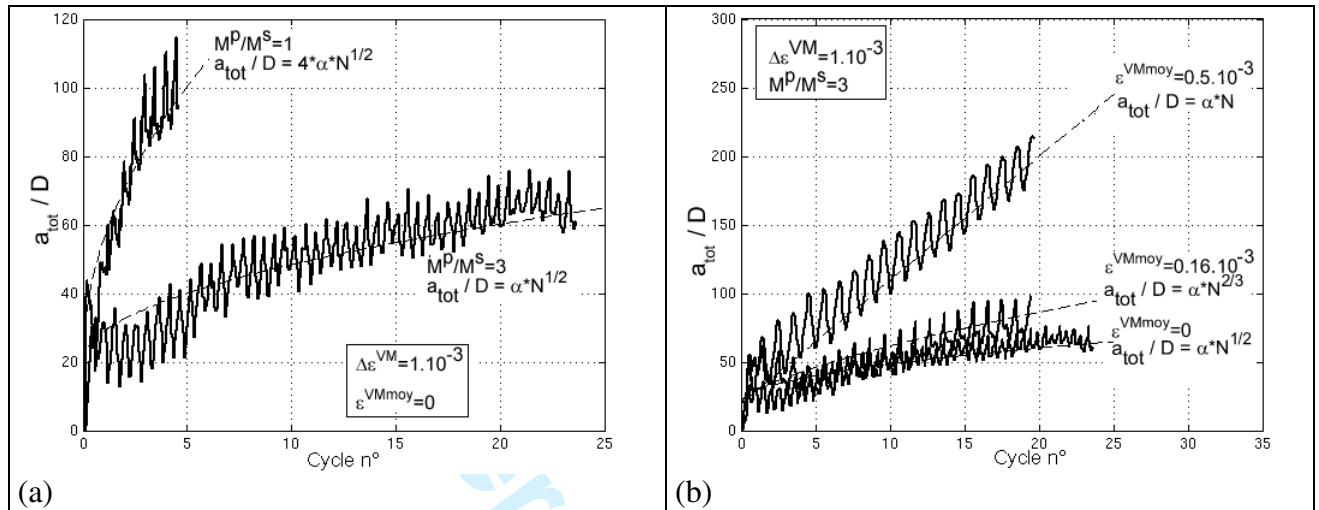 120
100
80
60
40
20
0
0 5 10 15 20 25
a_tot / D
Cycle n°
M^p/M^s=1
a_tot / D = 4*α*N^1/2
M^p/M^s=3
a_tot / D = α*N^1/2
Δε^VM=1.10^-3
ε^VMmoy=0
(a)
300
250
200
150
100
50
0
0 5 10 15 20 25 30 35
a_tot / D
Cycle n°
Δε^VM=1.10^-3
M^p/M^s=3
ε^VMmoy=0.5.10^-3
a_tot / D = α*N
ε^VMmoy=0.16.10^-3
a_tot / D = α*N^2/3
ε^VMmoy=0
a_tot / D = α*N^1/2
(b)